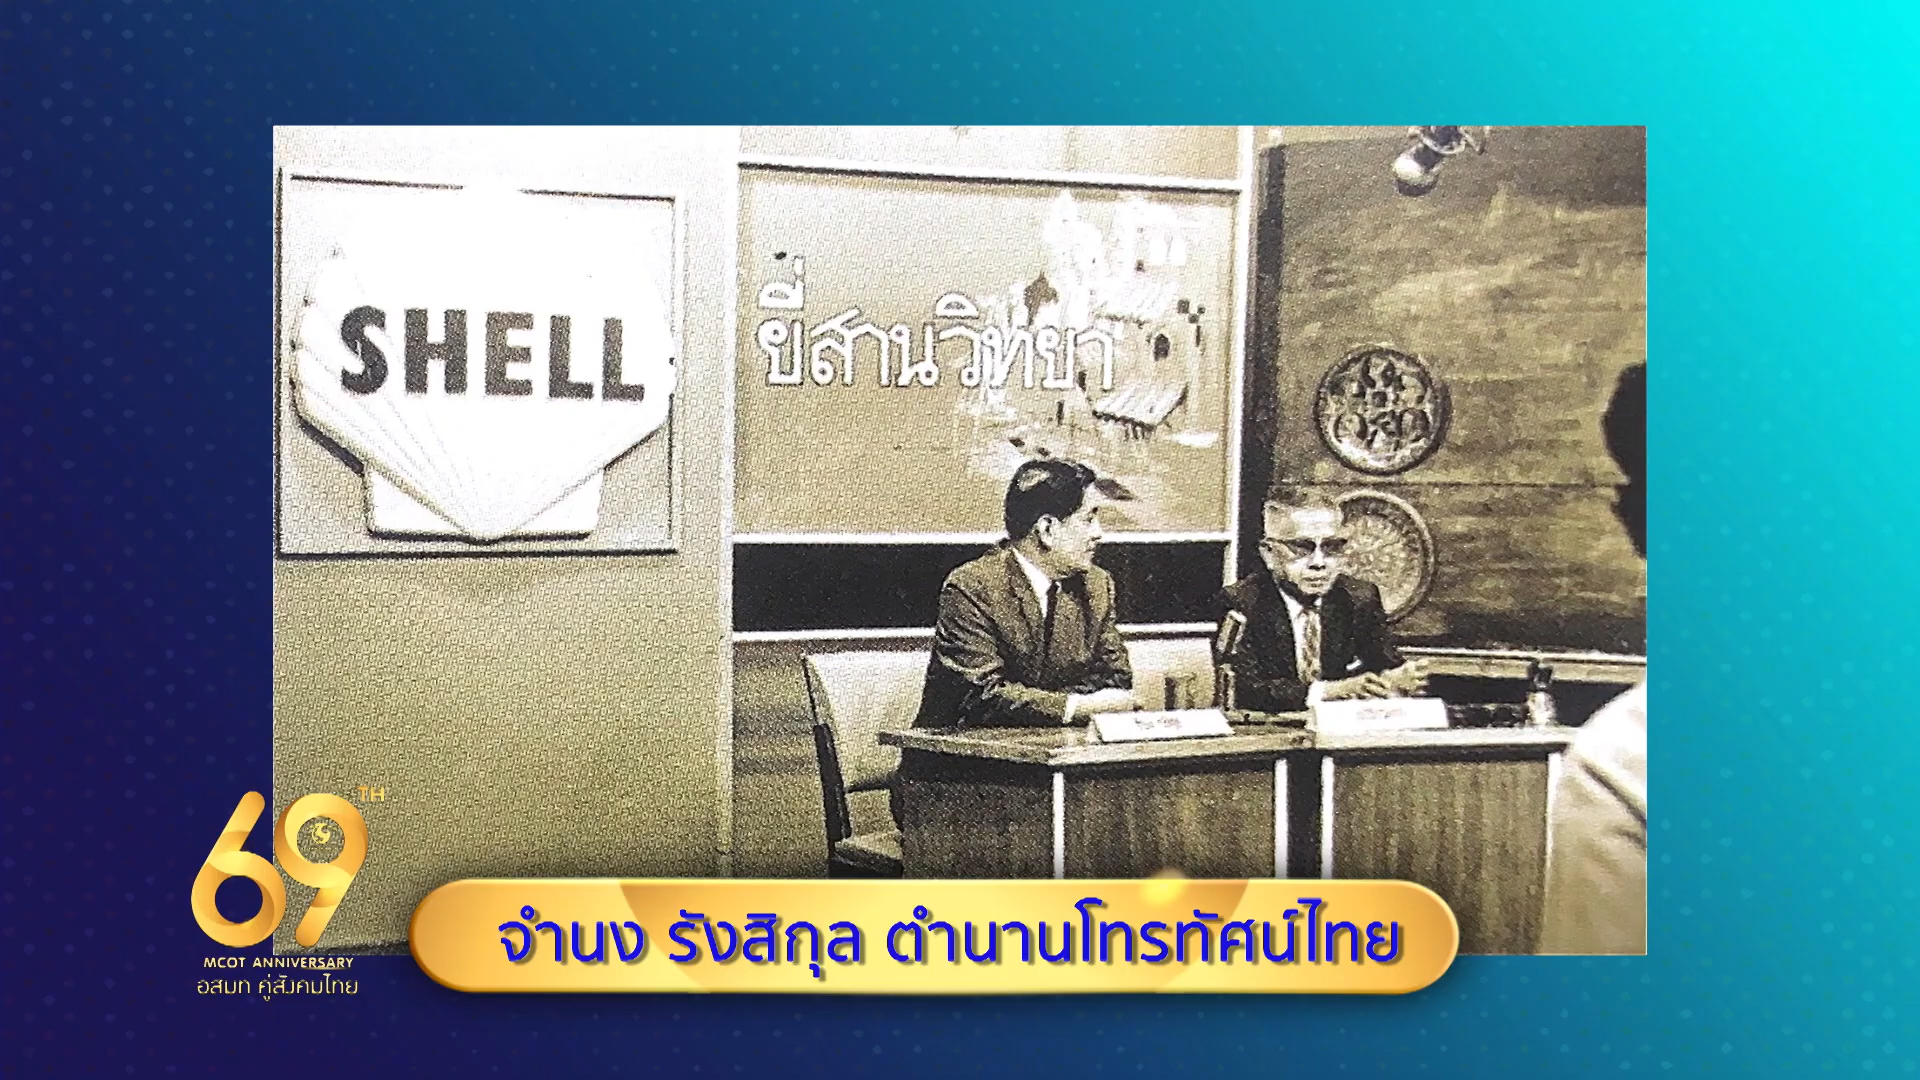 SHELL
ขี่สานวิทยา
69TH
MCOT ANNIVERSARY
อสมท คู่สังคมไทย
จำนง รังสิกุล ตำนานโทรทัศน์ไทย